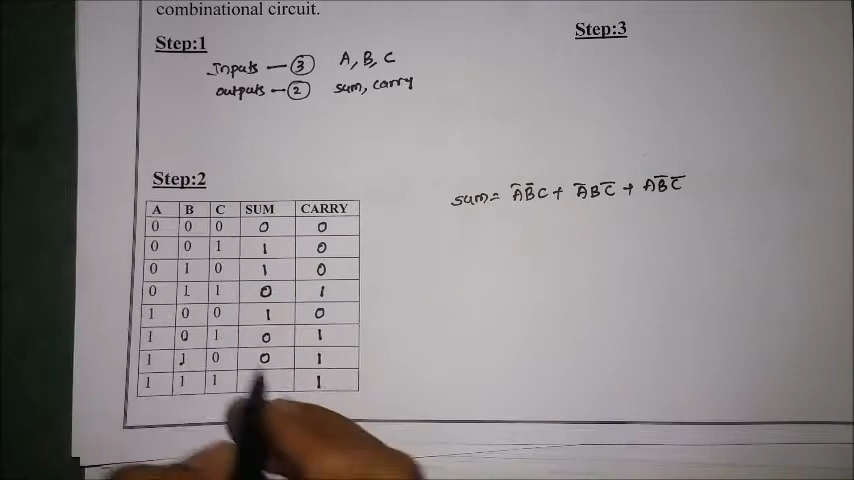 combinational circuit.
Step:1
Inputs — 3 A, B, C
outputs — 2 sum, carry
Step:3
Step:2
A B C SUM CARRY
0 0 0 0 0
0 0 1 1 0
0 1 0 1 0
0 1 1 0 1
1 0 0 1 0
1 0 1 0 1
1 1 0 0 1
1 1 1 1
sum = A̅B̅C + A̅BC̅ + AB̅C̅